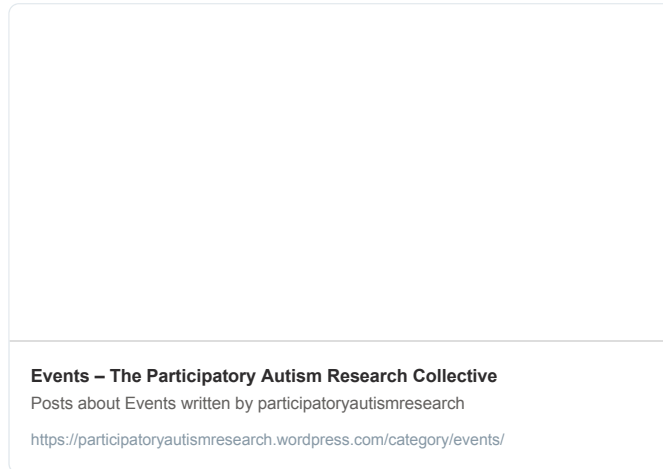 Events – The Participatory Autism Research Collective
Posts about Events written by participatoryautismresearch
https://participatoryautismresearch.wordpress.com/category/events/